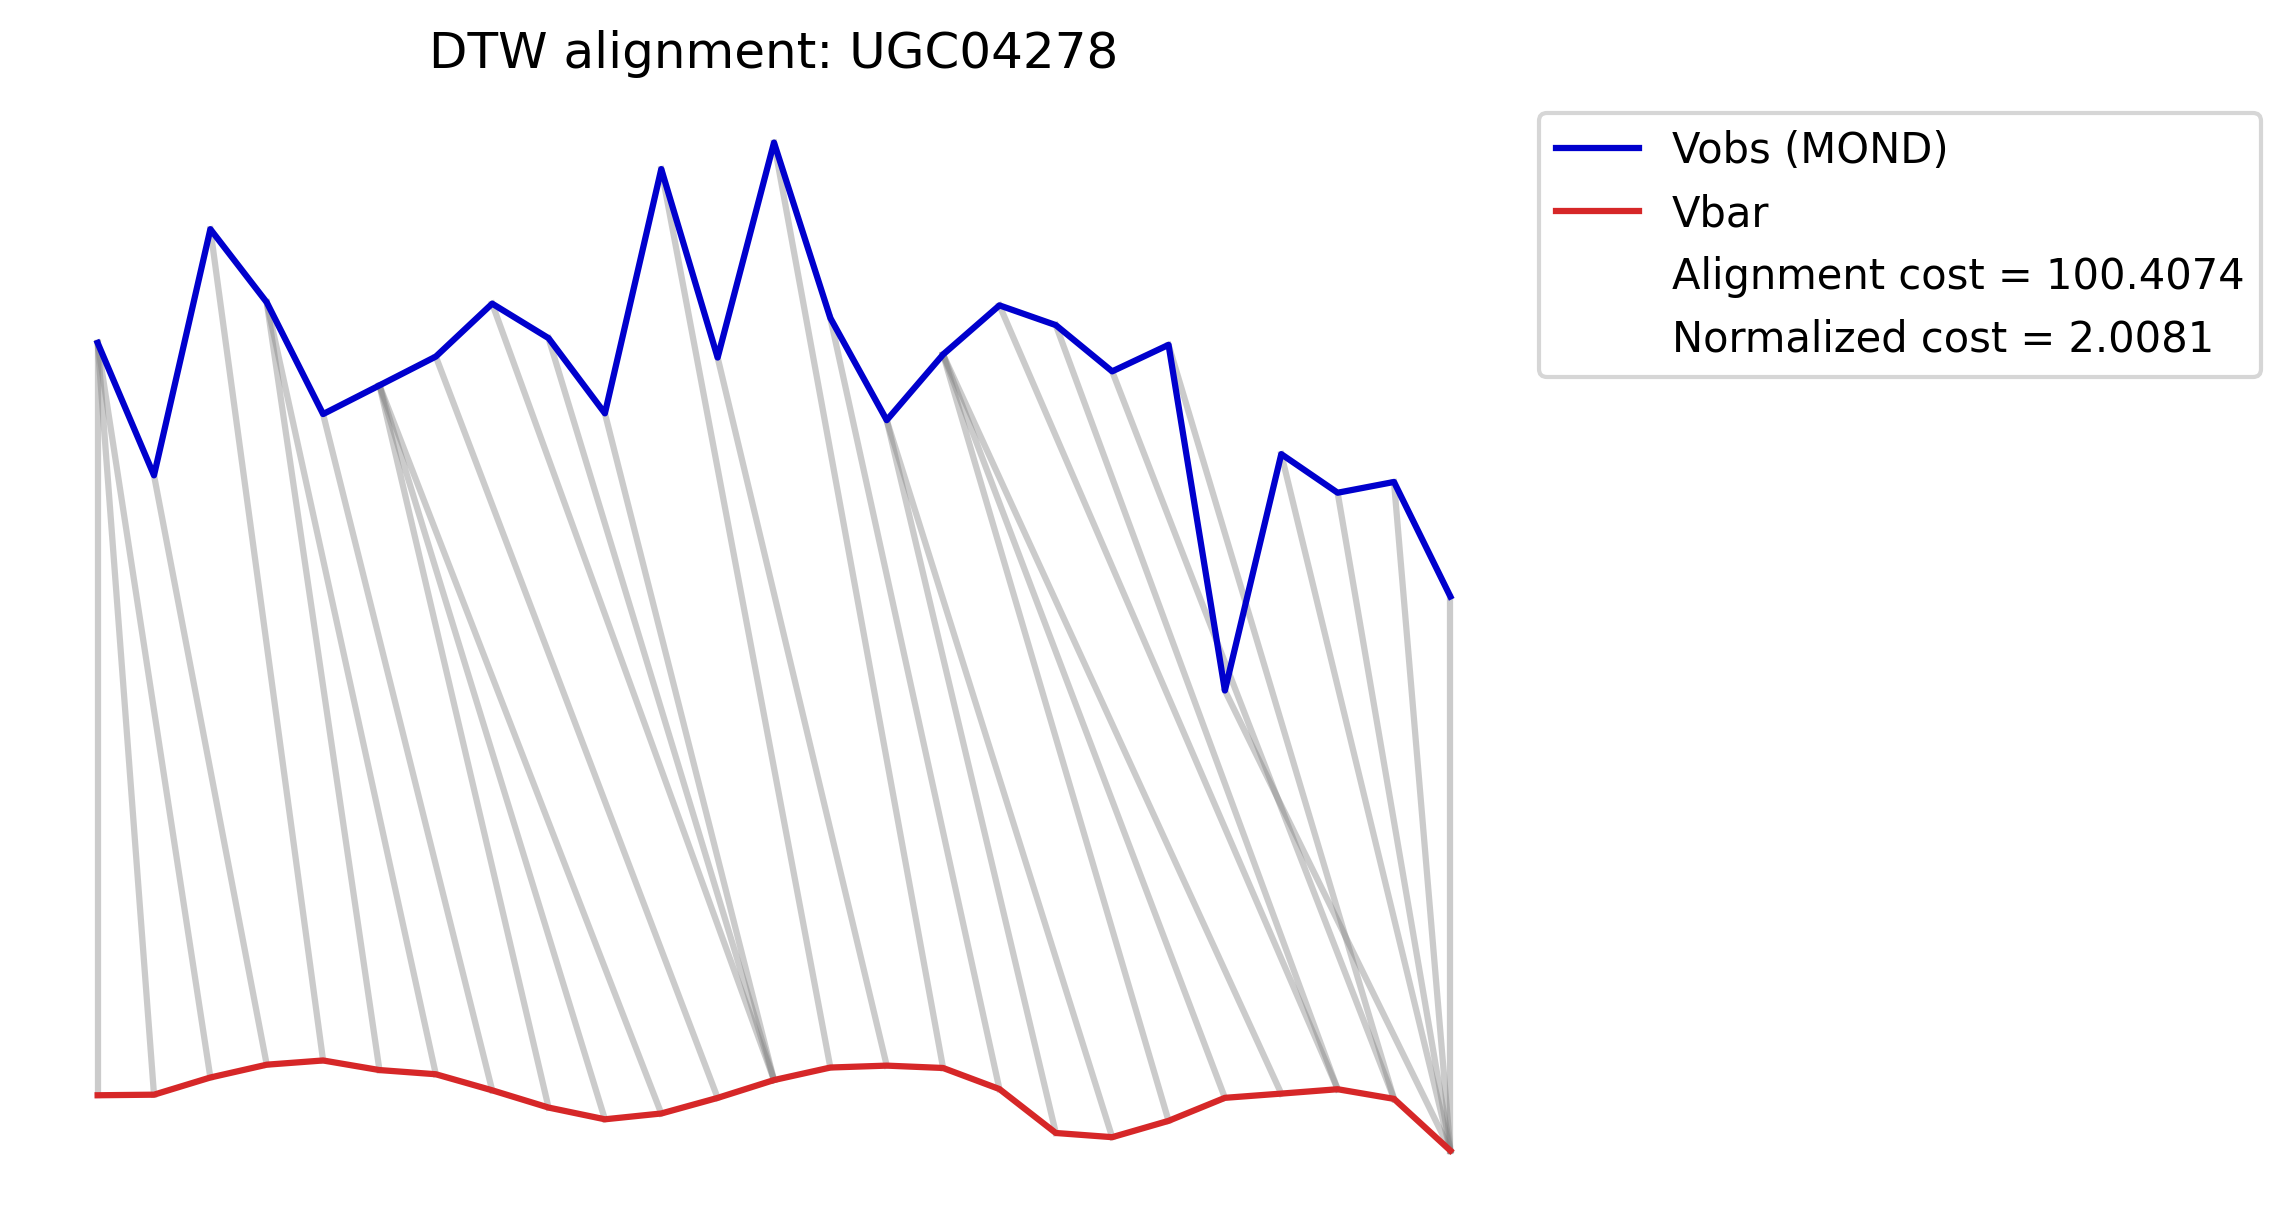 DTW alignment: UGC04278
Vobs (MOND)
Vbar
Alignment cost = 100.4074
Normalized cost = 2.0081